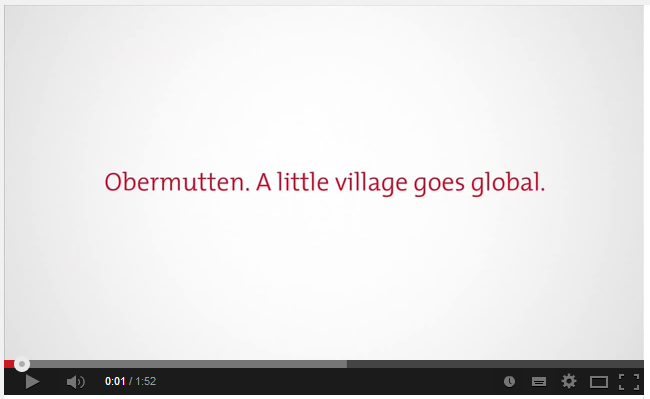 Obermutten. A little village goes global.
0:01 / 1:52